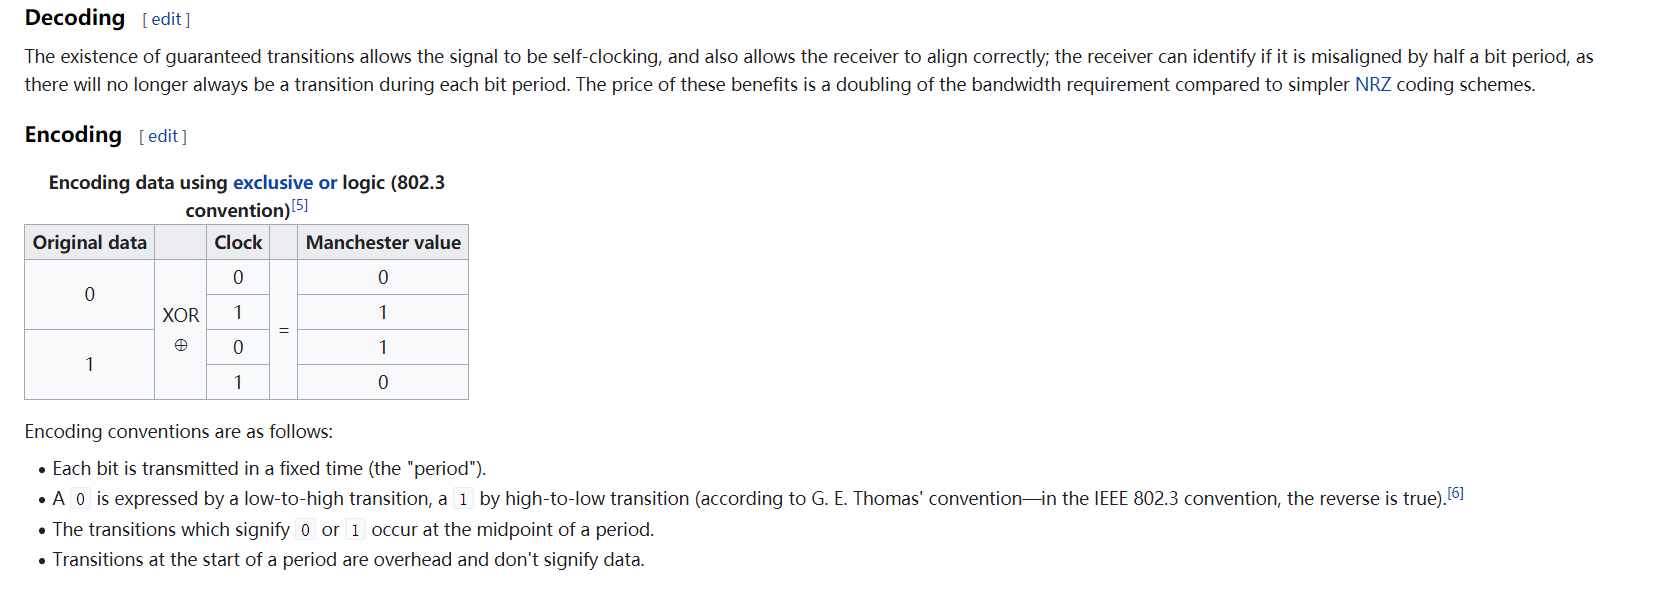 Decoding [ edit ]
The existence of guaranteed transitions allows the signal to be self-clocking, and also allows the receiver to align correctly; the receiver can identify if it is misaligned by half a bit period, as
there will no longer always be a transition during each bit period. The price of these benefits is a doubling of the bandwidth requirement compared to simpler NRZ coding schemes.
Encoding [ edit ]
Encoding data using exclusive or logic (802.3
convention)[5]
Original data Clock Manchester value
0 XOR ⊕ 0 = 0
1 1
1 0 1
1 0
Encoding conventions are as follows:
• Each bit is transmitted in a fixed time (the "period").
• A 0 is expressed by a low-to-high transition, a 1 by high-to-low transition (according to G. E. Thomas' convention—in the IEEE 802.3 convention, the reverse is true).[6]
• The transitions which signify 0 or 1 occur at the midpoint of a period.
• Transitions at the start of a period are overhead and don't signify data.